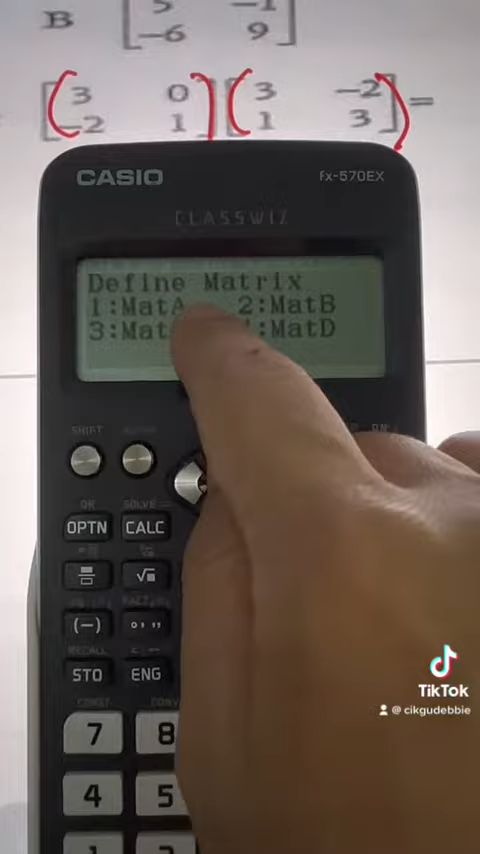 B [5 -1
-6 9]
[3 0 3 -2
-2 1] [1 3] =
CASIO fx-570EX
CLASSWIZ
Define Matrix
1:MatA 2:MatB
3:Mat :MatD
SHIFT
OPTN CALC
SOLVE =
√
(−) ° ’ ”
RECALL
STO ENG
CONST CONV
7 8
4 5
TikTok
@ cikgudebbie